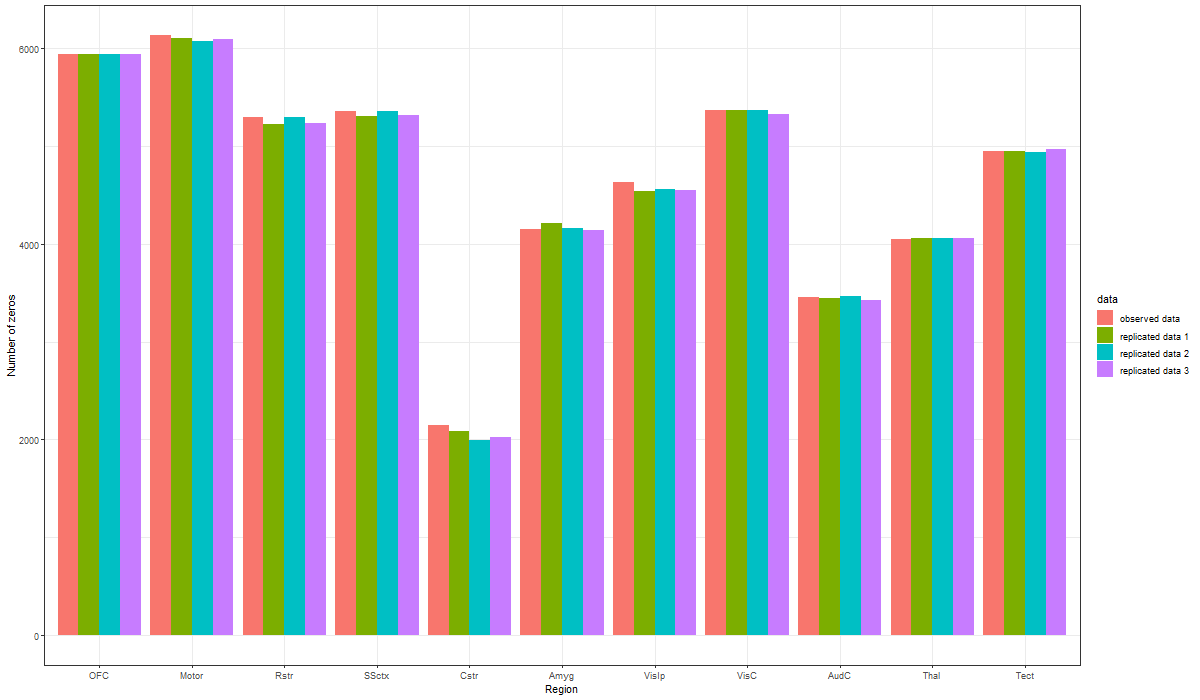 Number of zeros
6000
4000
2000
0
OFC Motor Rstr SSctx Cstr Amyg VisIp VisC AudC Thal Tect
Region
data
observed data
replicated data 1
replicated data 2
replicated data 3